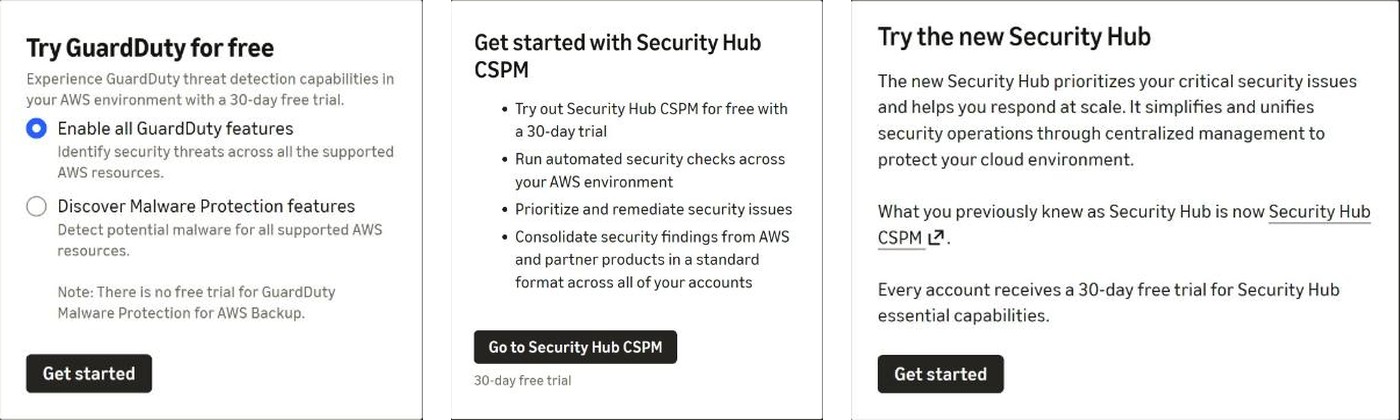 Try GuardDuty for free
Experience GuardDuty threat detection capabilities in
your AWS environment with a 30-day free trial.
Enable all GuardDuty features
Identify security threats across all the supported
AWS resources.
Discover Malware Protection features
Detect potential malware for all supported AWS
resources.
Note: There is no free trial for GuardDuty
Malware Protection for AWS Backup.
Get started
Get started with Security Hub
CSPM
• Try out Security Hub CSPM for free with
a 30-day trial
• Run automated security checks across
your AWS environment
• Prioritize and remediate security issues
• Consolidate security findings from AWS
and partner products in a standard
format across all of your accounts
Go to Security Hub CSPM
30-day free trial
Try the new Security Hub
The new Security Hub prioritizes your critical security issues
and helps you respond at scale. It simplifies and unifies
security operations through centralized management to
protect your cloud environment.
What you previously knew as Security Hub is now Security Hub
CSPM.
Every account receives a 30-day free trial for Security Hub
essential capabilities.
Get started